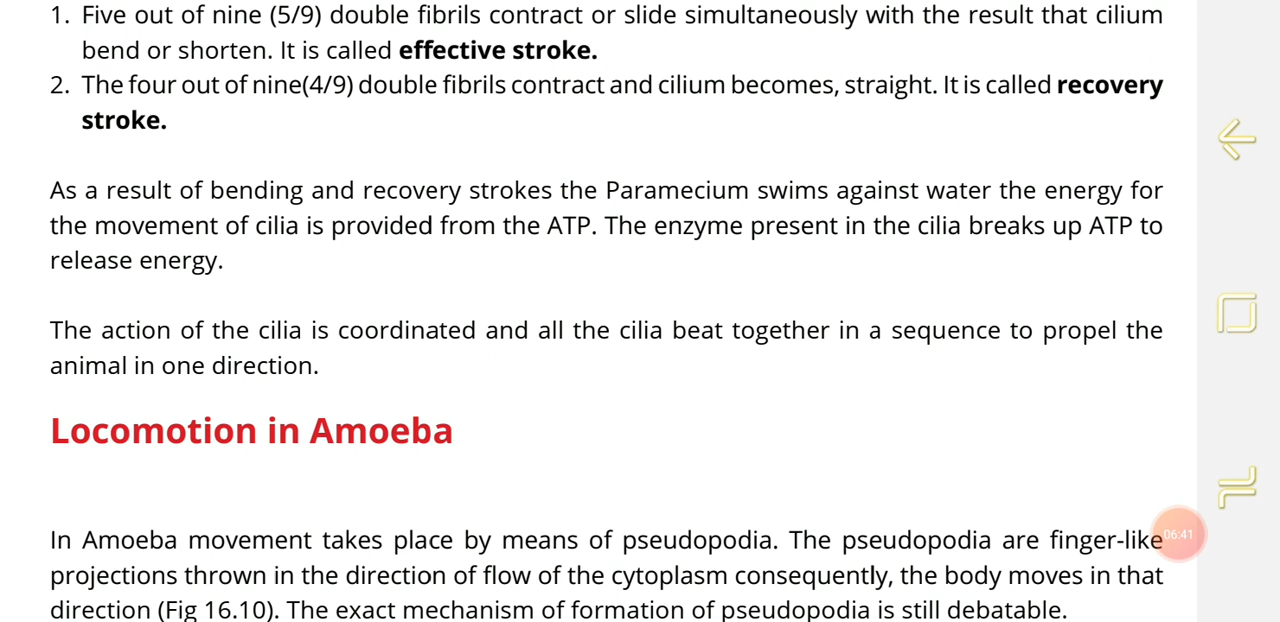 1. Five out of nine (5/9) double fibrils contract or slide simultaneously with the result that cilium
bend or shorten. It is called effective stroke.
2. The four out of nine(4/9) double fibrils contract and cilium becomes, straight. It is called recovery
stroke.
As a result of bending and recovery strokes the Paramecium swims against water the energy for
the movement of cilia is provided from the ATP. The enzyme present in the cilia breaks up ATP to
release energy.
The action of the cilia is coordinated and all the cilia beat together in a sequence to propel the
animal in one direction.
Locomotion in Amoeba
In Amoeba movement takes place by means of pseudopodia. The pseudopodia are finger-like
06:41
projections thrown in the direction of flow of the cytoplasm consequently, the body moves in that
direction (Fig 16.10). The exact mechanism of formation of pseudopodia is still debatable.